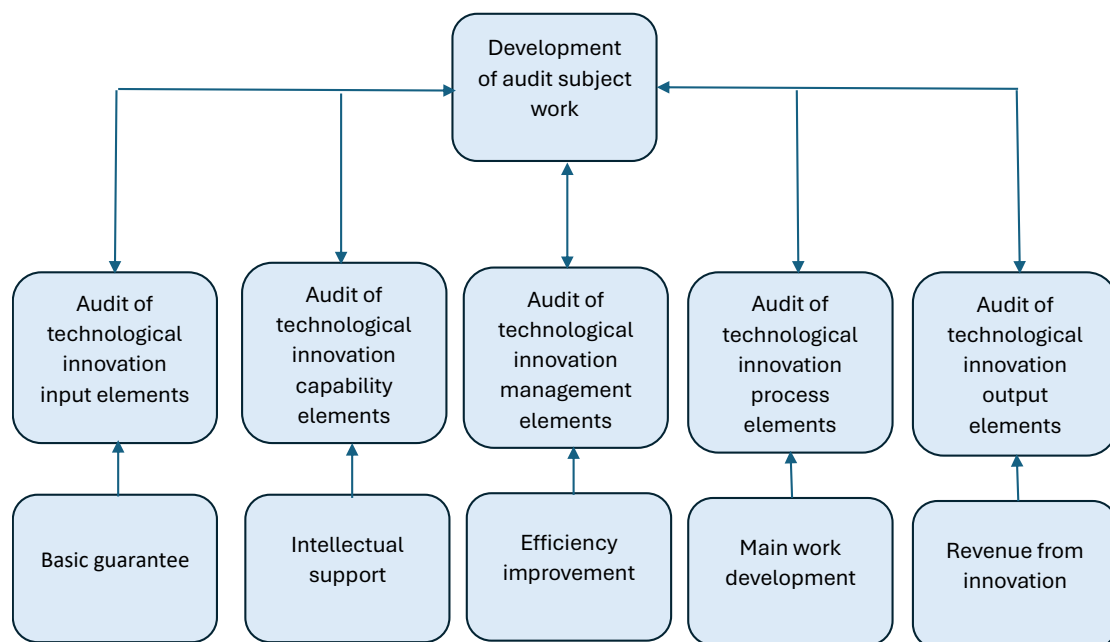 Development
of audit subject
work
Audit of
technological
innovation
input elements
Audit of
technological
innovation
capability
elements
Audit of
technological
innovation
management
elements
Audit of
technological
innovation
process
elements
Audit of
technological
innovation
output
elements
Basic guarantee
Intellectual
support
Efficiency
improvement
Main work
development
Revenue from
innovation